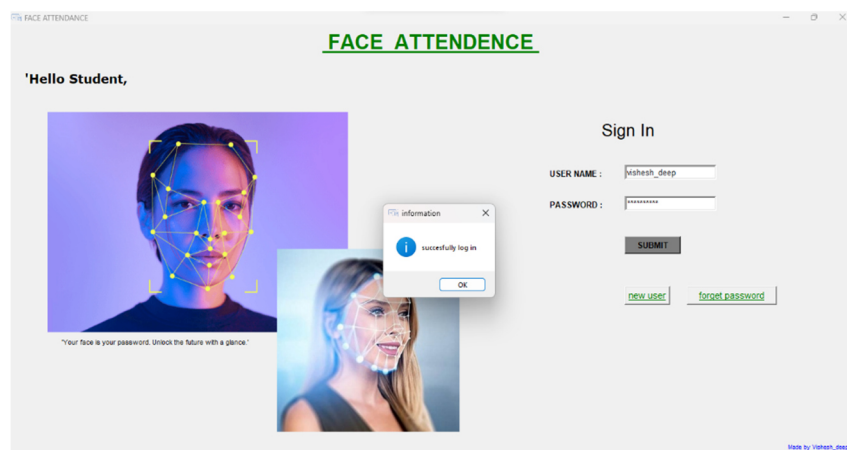 FACE ATTENDANCE
FACE ATTENDENCE
'Hello Student,
Sign In
USER NAME : vishesh_deep
PASSWORD : **********
information
succesfully log in
OK
SUBMIT
new user forget password
"Your face is your password. Unlock the future with a glance."
Made by Vishesh_deep